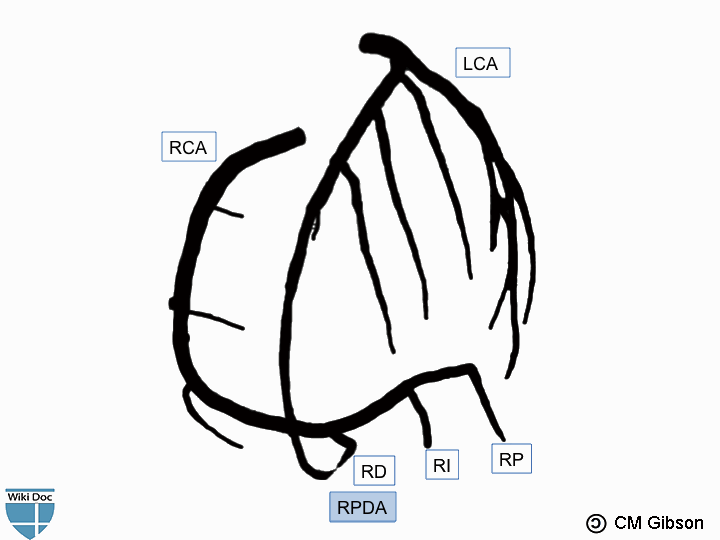 LCA
RCA
RD
RI
RP
RPDA
Wiki Doc
© CM Gibson